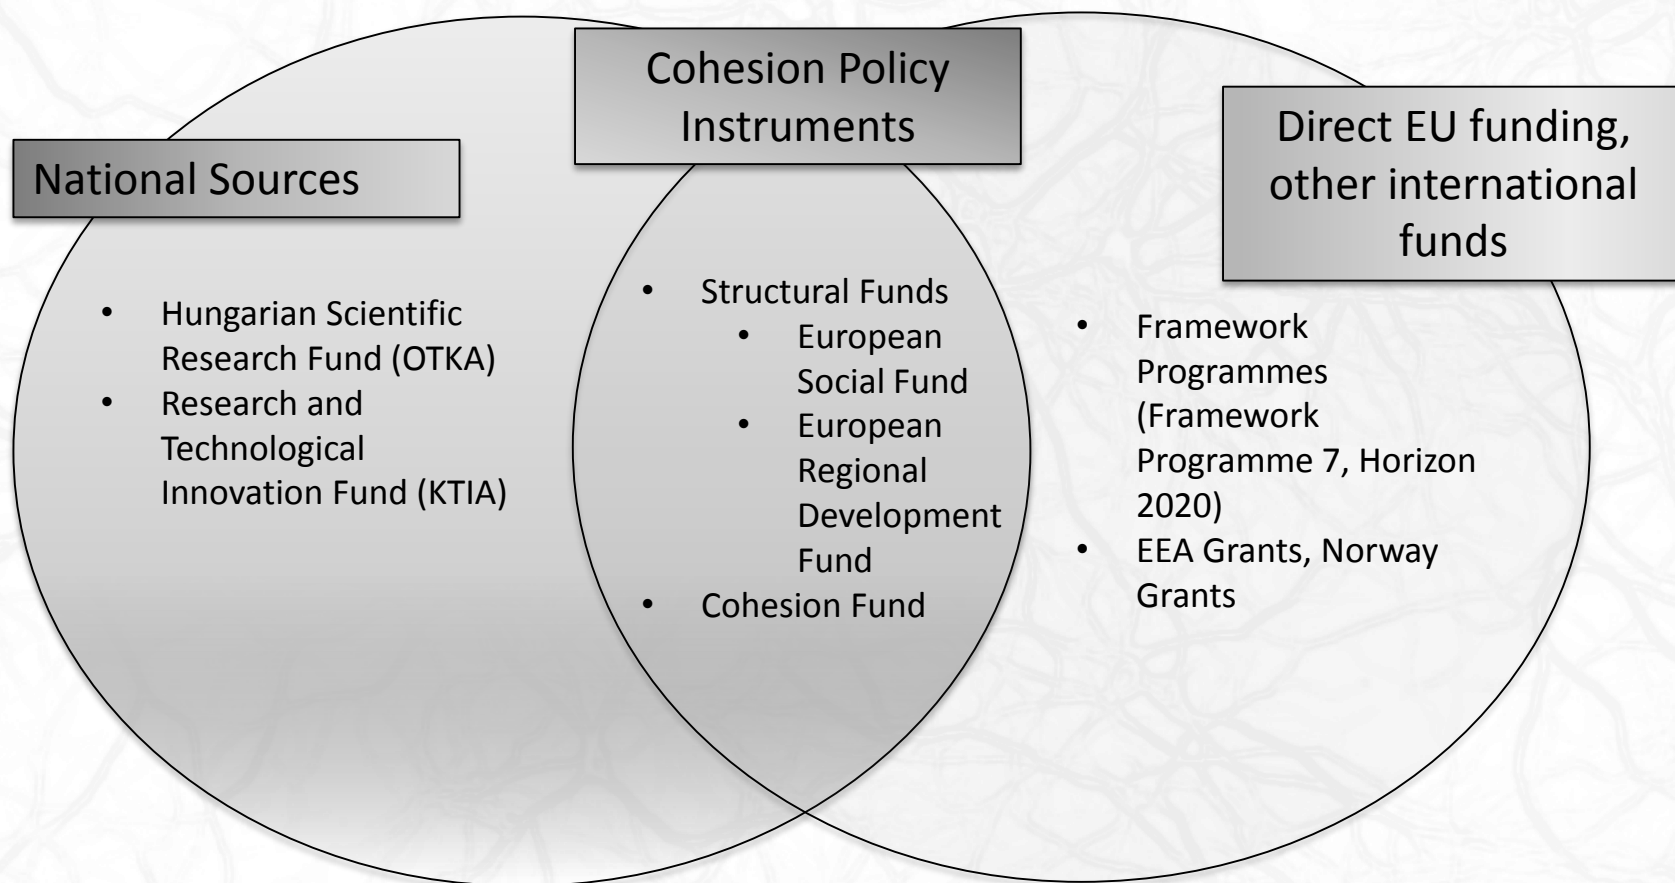 Cohesion Policy
Instruments
National Sources
Direct EU funding,
other international
funds
• Hungarian Scientific
Research Fund (OTKA)
• Research and
Technological
Innovation Fund (KTIA)
• Structural Funds
• European
Social Fund
• European
Regional
Development
Fund
• Cohesion Fund
• Framework
Programmes
(Framework
Programme 7, Horizon
2020)
• EEA Grants, Norway
Grants